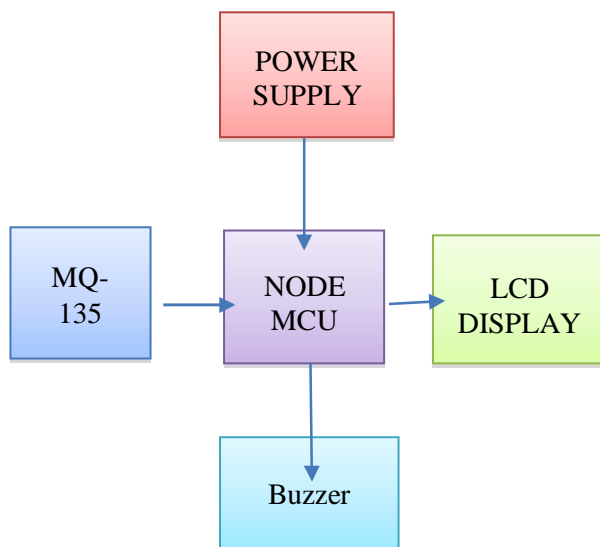 POWER
SUPPLY
MQ-
135
NODE
MCU
LCD
DISPLAY
Buzzer